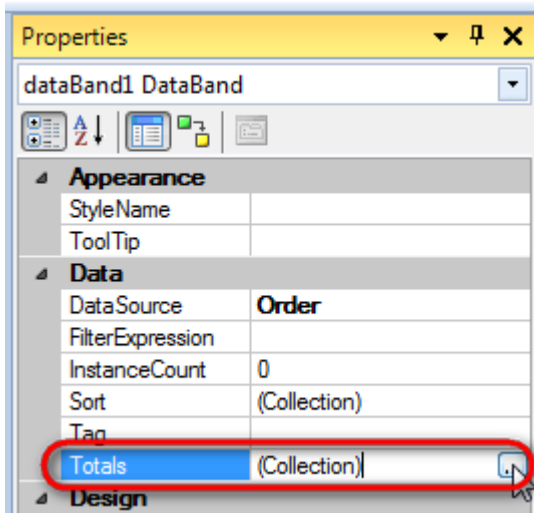 Properties
dataBand1 DataBand
Appearance
StyleName
ToolTip
Data
DataSource Order
FilterExpression
InstanceCount 0
Sort (Collection)
Tag
Totals (Collection)
Design